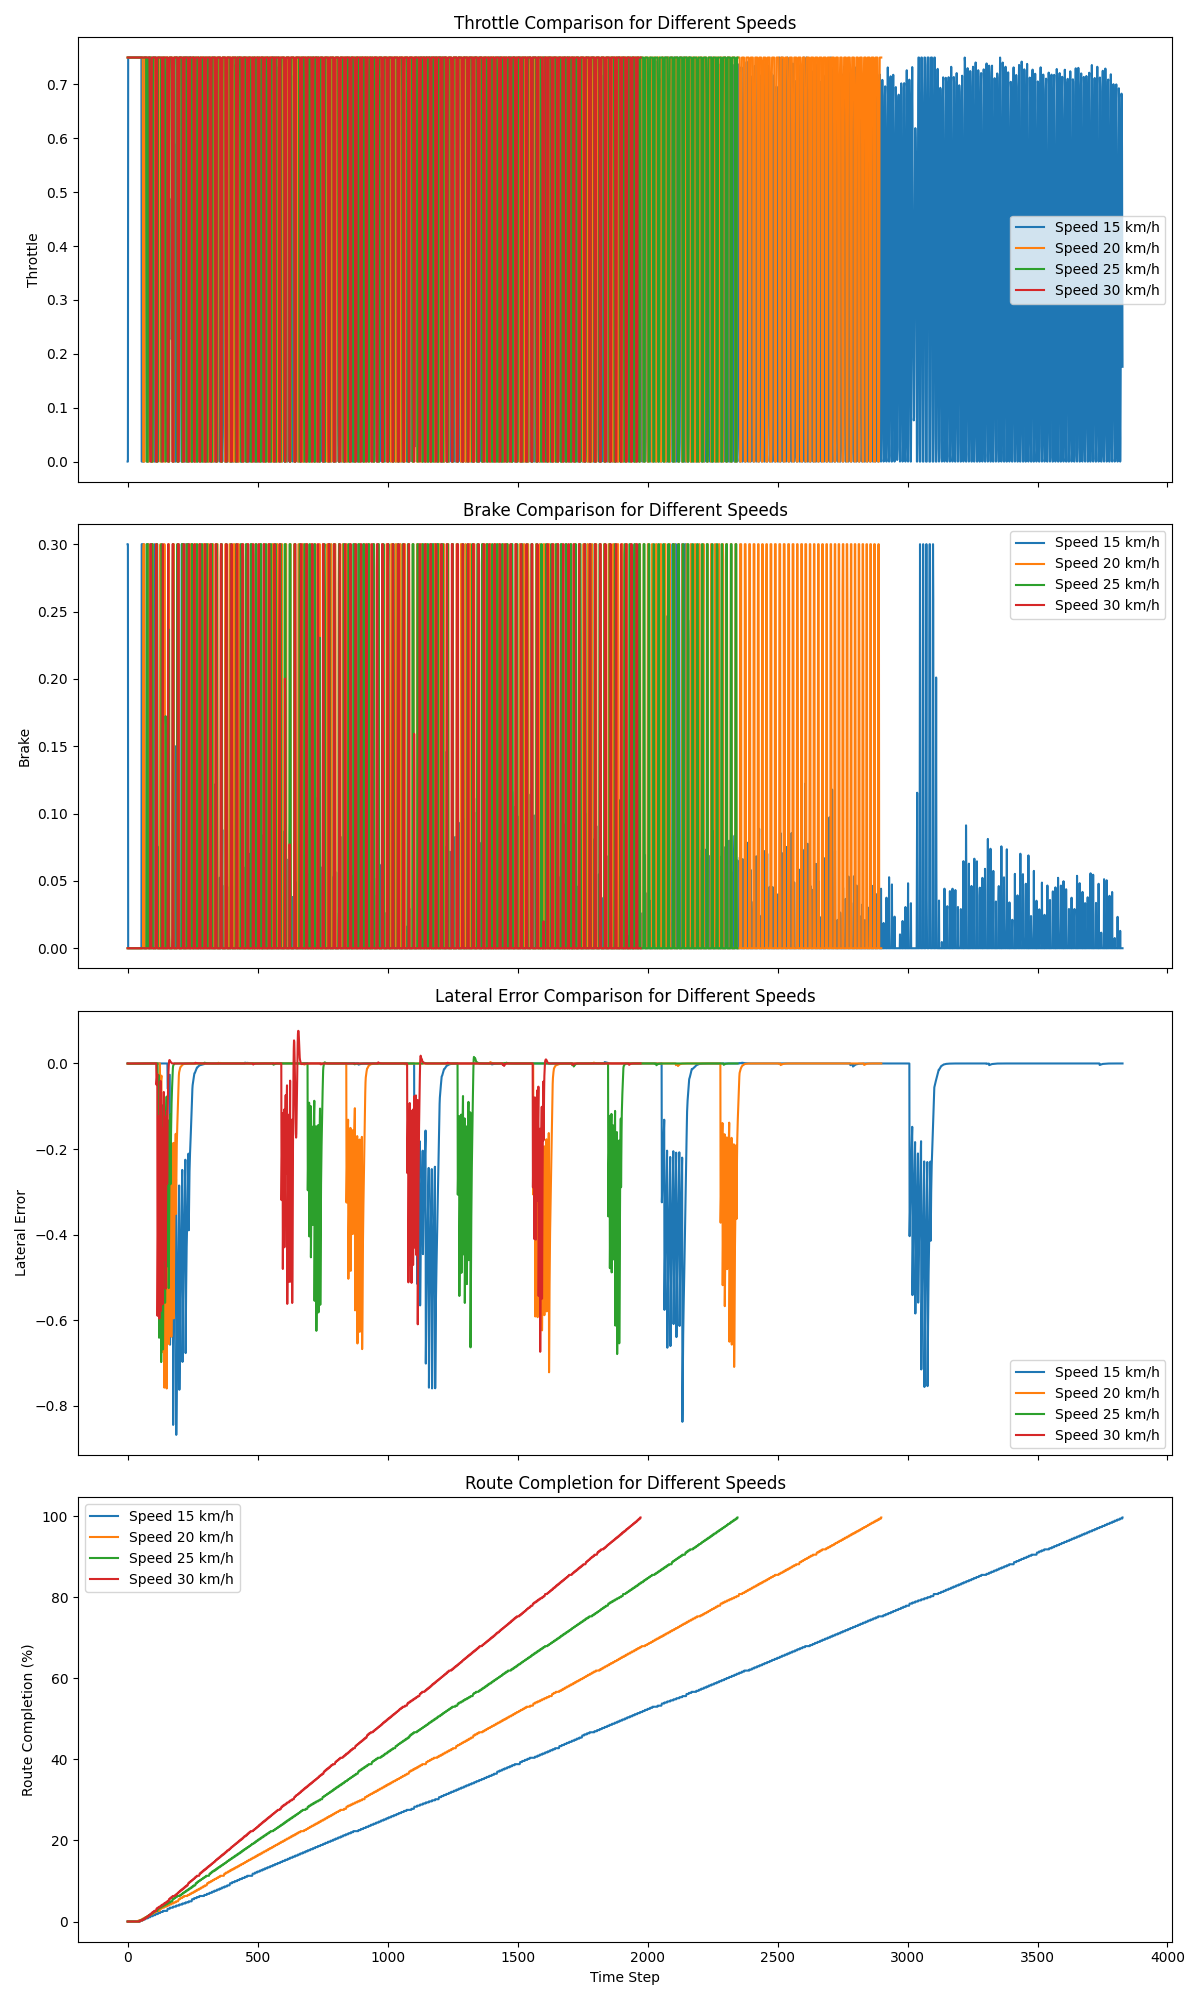 Throttle Comparison for Different Speeds
0.7
0.6
0.5
0.4
0.3
0.2
0.1
0.0
Throttle
Speed 15 km/h
Speed 20 km/h
Speed 25 km/h
Speed 30 km/h
Brake Comparison for Different Speeds
0.30
0.25
0.20
0.15
0.10
0.05
0.00
Brake
Speed 15 km/h
Speed 20 km/h
Speed 25 km/h
Speed 30 km/h
Lateral Error Comparison for Different Speeds
0.0
−0.2
−0.4
−0.6
−0.8
Lateral Error
Speed 15 km/h
Speed 20 km/h
Speed 25 km/h
Speed 30 km/h
Route Completion for Different Speeds
100
80
60
40
20
0
Route Completion (%)
Speed 15 km/h
Speed 20 km/h
Speed 25 km/h
Speed 30 km/h
0 500 1000 1500 2000 2500 3000 3500 4000
Time Step